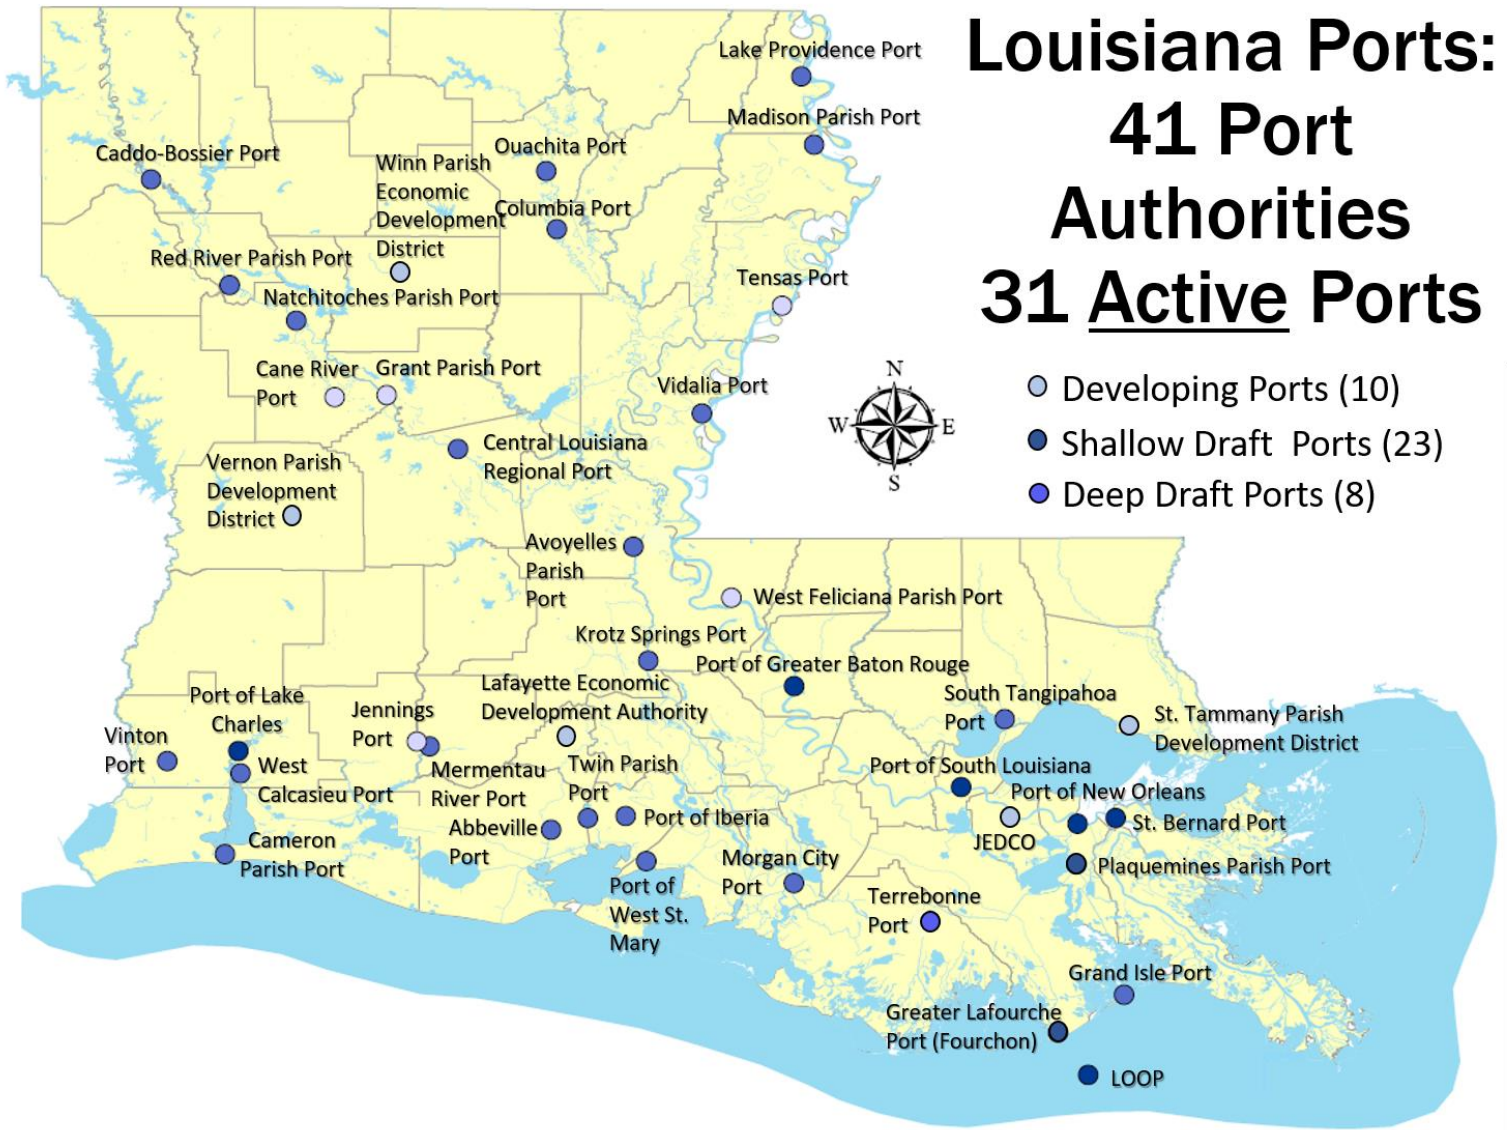 Louisiana Ports:
41 Port
Authorities
31 Active Ports
Developing Ports (10)
Shallow Draft  Ports (23)
Deep Draft Ports (8)
N
W
E
S
Lake Providence Port
Madison Parish Port
Caddo-Bossier Port
Ouachita Port
Winn Parish
Economic
Development
District
Columbia Port
Red River Parish Port
Natchitoches Parish Port
Tensas Port
Cane River
Port
Grant Parish Port
Vidalia Port
Central Louisiana
Regional Port
Vernon Parish
Development
District
Avoyelles
Parish
Port
West Feliciana Parish Port
Krotz Springs Port
Port of Greater Baton Rouge
Port of Lake
Charles
Lafayette Economic
Development Authority
Jennings
Port
South Tangipahoa
Port
St. Tammany Parish
Development District
Vinton
Port
West
Calcasieu Port
Mermentau
River Port
Twin Parish
Port
Port of South Louisiana
Port of New Orleans
Abbeville
Port
Port of Iberia
St. Bernard Port
JEDCO
Cameron
Parish Port
Morgan City
Port
Plaquemines Parish Port
Port of
West St.
Mary
Terrebonne
Port
Grand Isle Port
Greater Lafourche
Port (Fourchon)
LOOP